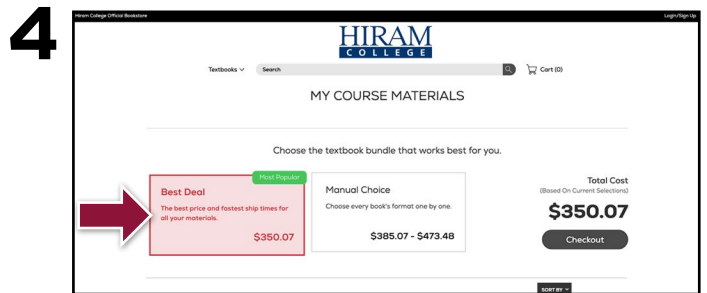 4
Hiram College Official Bookstore
Login/Sign Up
HIRAM
COLLEGE
Textbooks
Search
Cart (0)
MY COURSE MATERIALS
Choose the textbook bundle that works best for you.
Most Popular
Best Deal
The best price and fastest ship times for
all your materials.
$350.07
Manual Choice
Choose every book's format one by one.
$385.07 - $473.48
Total Cost
(Based On Current Selections)
$350.07
Checkout
SORT BY